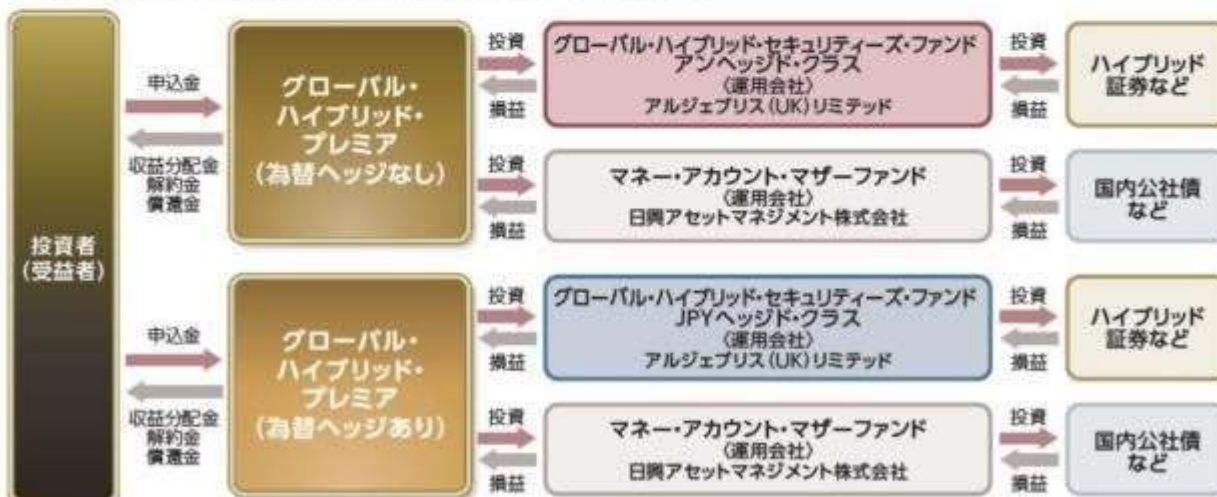 投資者
(受益者)
申込金
収益分配金
解約金
償還金
グローバル・
ハイブリッド・
プレミア
(為替ヘッジなし)
投資
損益
グローバル・ハイブリッド・セキュリティーズ・ファンド
アンヘッジド・クラス
〈運用会社〉
アルジェブリス(UK)リミテッド
投資
損益
ハイブリッド
証券など
投資
損益
マネー・アカウント・マザーファンド
〈運用会社〉
日興アセットマネジメント株式会社
投資
損益
国内公社債
など
申込金
収益分配金
解約金
償還金
グローバル・
ハイブリッド・
プレミア
(為替ヘッジあり)
投資
損益
グローバル・ハイブリッド・セキュリティーズ・ファンド
JPYヘッジド・クラス
〈運用会社〉
アルジェブリス(UK)リミテッド
投資
損益
ハイブリッド
証券など
投資
損益
マネー・アカウント・マザーファンド
〈運用会社〉
日興アセットマネジメント株式会社
投資
損益
国内公社債
など